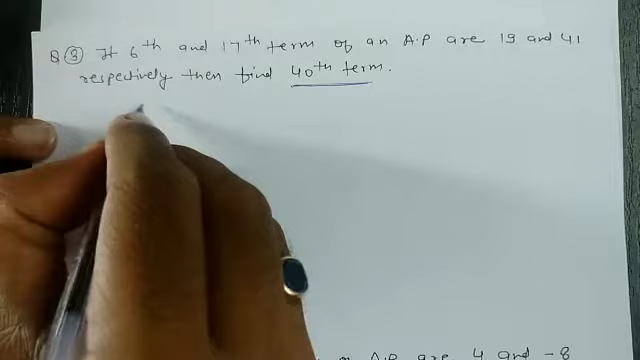 Q ③ If 6th and 17th term of an A.P are 19 and 41
respectively then find 40th term.
A.P are 4 and -8